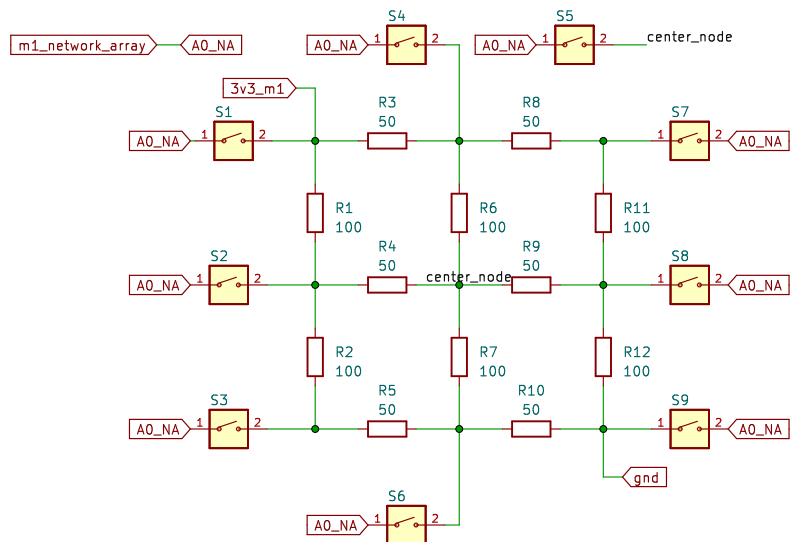 S4
S5
m1_network_array
A0_NA
A0_NA
1
2
A0_NA
1
2
center_node
3v3_m1
S1
R3
50
R8
50
S7
A0_NA
1
2
1
2
A0_NA
R1
100
R6
100
R11
100
S2
R4
50
center_node
R9
50
S8
A0_NA
1
2
1
2
A0_NA
R2
100
R7
100
R12
100
S3
R5
50
R10
50
S9
A0_NA
1
2
1
2
A0_NA
gnd
S6
A0_NA
1
2